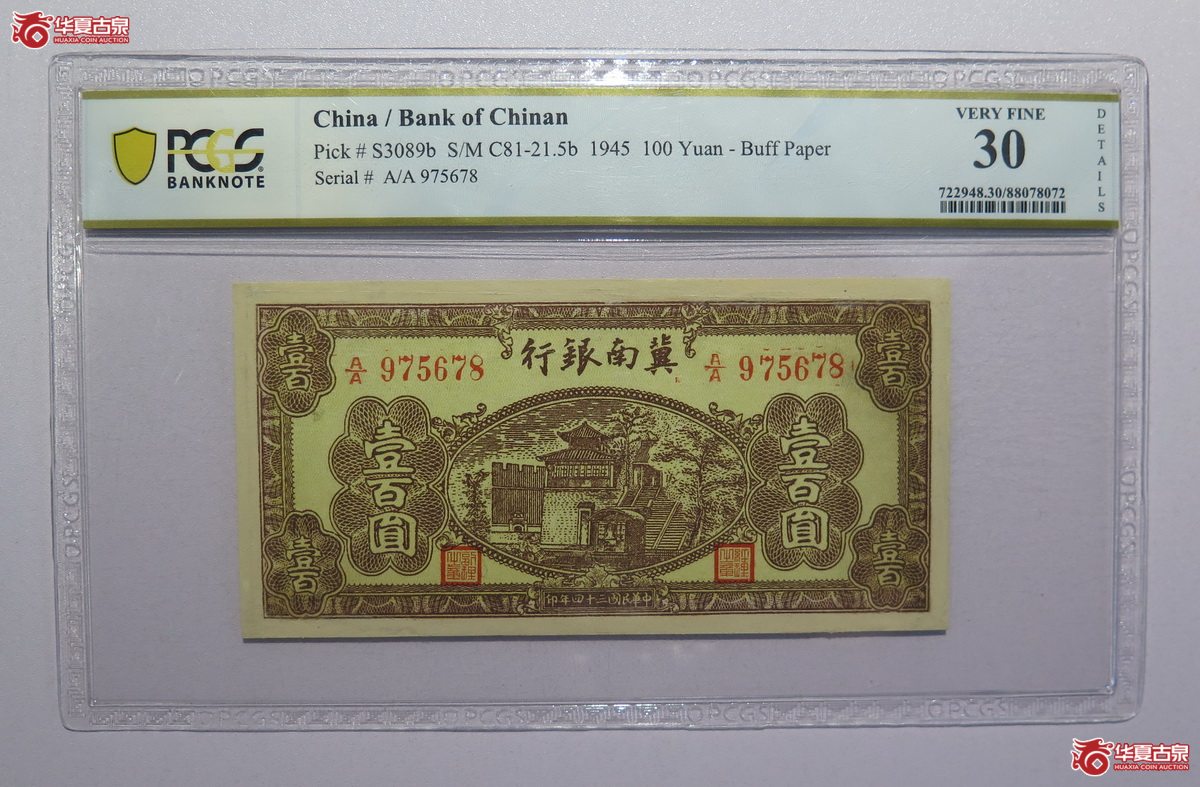 华夏古泉
HUAXIA COIN AUCTION
PCGS
BANKNOTE
China / Bank of Chinan
Pick # S3089b S/M C81-21.5b 1945 100 Yuan - Buff Paper
Serial # A/A 975678
VERY FINE
30
722948.30/88078072
DETAILS
壹百
行銀南冀
壹百
A/A 975678
A/A 975678
壹百圓
壹百圓
壹百
壹百
印年四十三國民華中
华夏古泉
HUAXIA COIN AUCTION